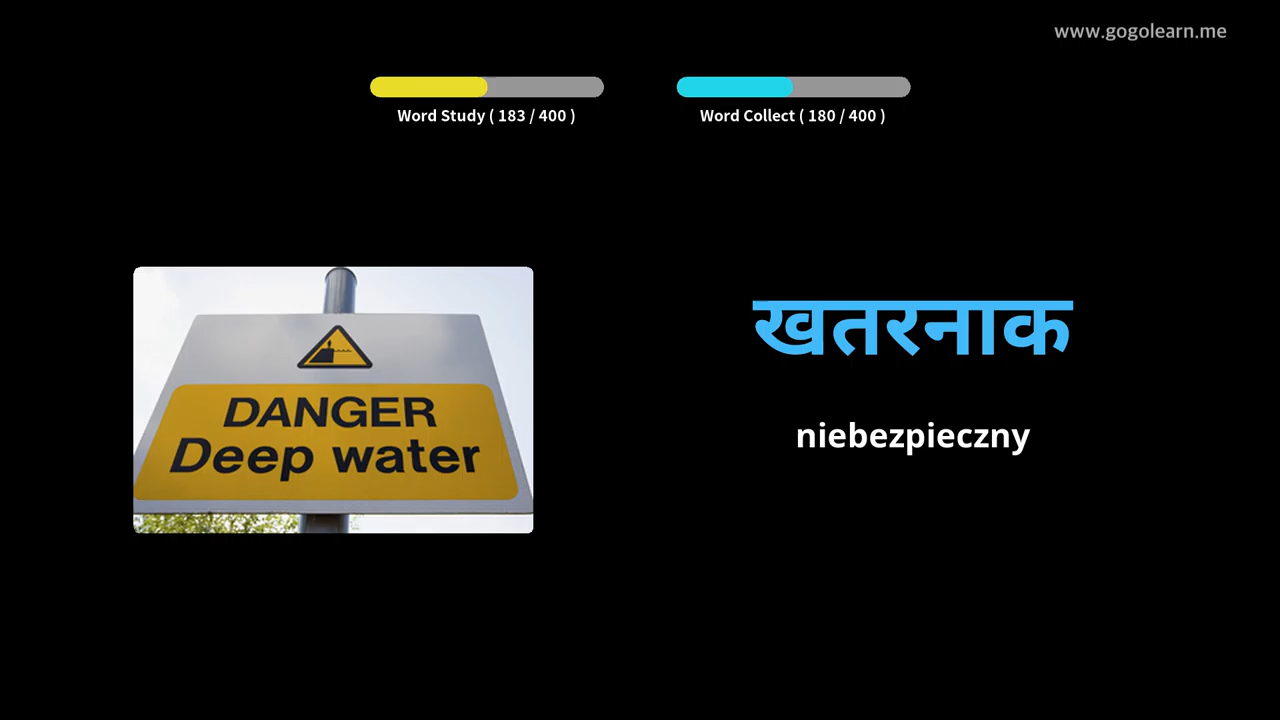 www.gogolearn.me
Word Study ( 183 / 400 )
Word Collect ( 180 / 400 )
DANGER
Deep water
खतरनाक
niebezpieczny